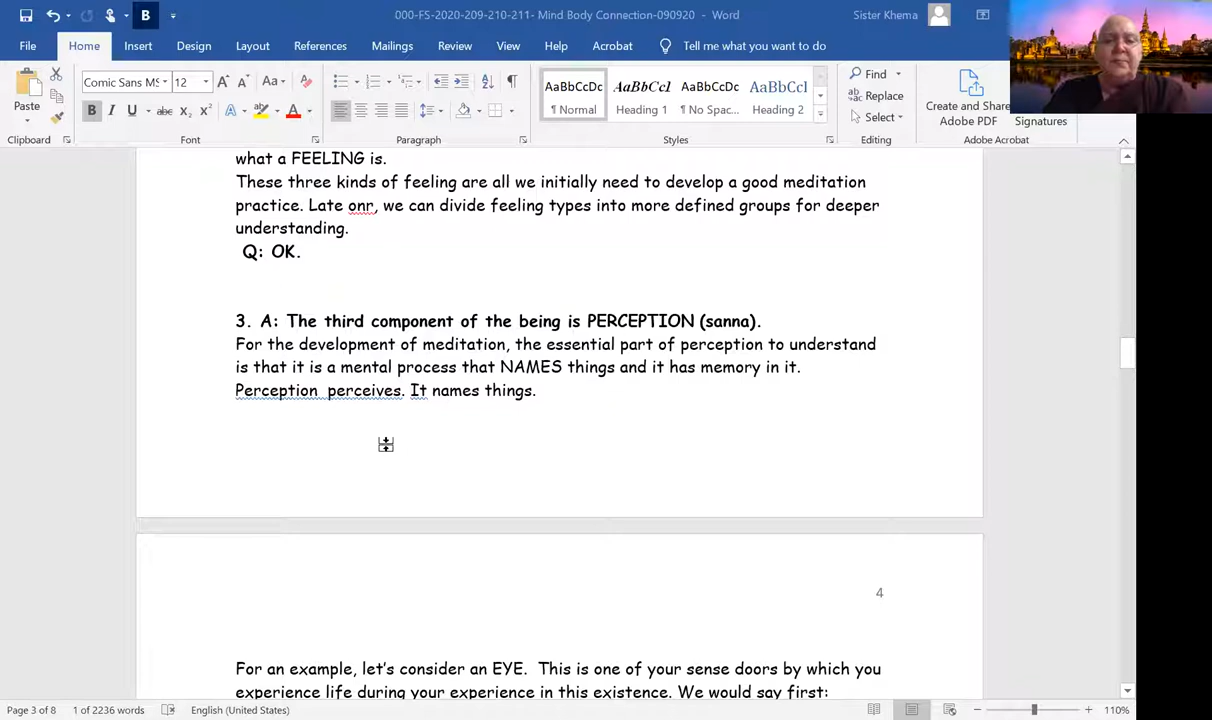 000-FS-2020-209-210-211- Mind Body Connection-090920 - Word
Sister Khema
File Home Insert Design Layout References Mailings Review View Help Acrobat Tell me what you want to do
Paste
Clipboard
Comic Sans MS 12
Font
Paragraph
AaBbCcDc AaBbCcL AaBbCcDc AaBbCcl
¶ Normal Heading 1 ¶ No Spac... Heading 2
Styles
Find
Replace
Select
Editing
Create and Share
Adobe PDF
Signatures
Adobe Acrobat
what a FEELING is.
These three kinds of feeling are all we initially need to develop a good meditation
practice. Late onr, we can divide feeling types into more defined groups for deeper
understanding.
Q: OK.
3. A: The third component of the being is PERCEPTION (sanna).
For the development of meditation, the essential part of perception to understand
is that it is a mental process that NAMES things and it has memory in it.
Perception perceives. It names things.
4
For an example, let's consider an EYE. This is one of your sense doors by which you
experience life during your experience in this existence. We would say first:
Page 3 of 8 1 of 2236 words English (United States) 110%